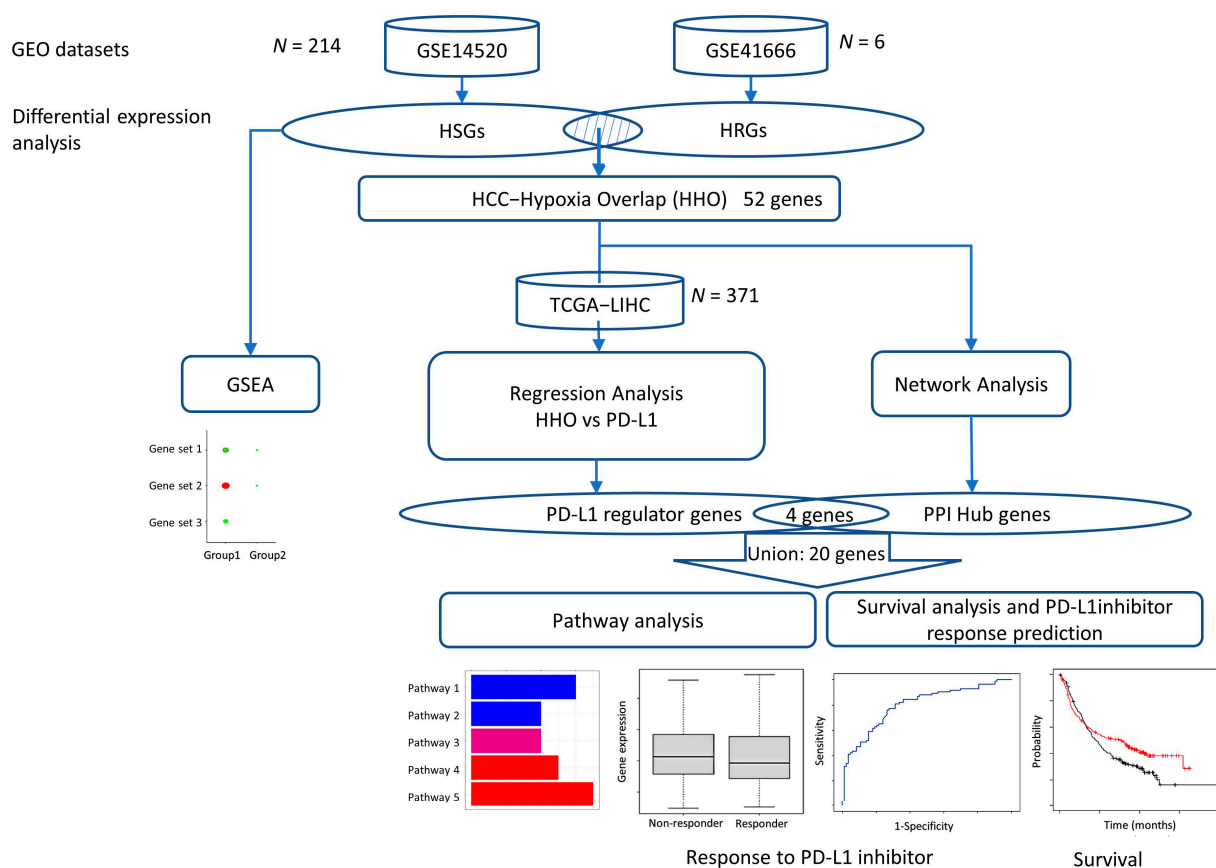 GEO datasets
N = 214
GSE14520
GSE41666
N = 6
Differential expression
analysis
HSGs
HRGs
HCC−Hypoxia Overlap (HHO)   52 genes
TCGA−LIHC
N = 371
GSEA
Regression Analysis
HHO vs PD-L1
Network Analysis
Gene set 1
Gene set 2
Gene set 3
Group1
Group2
PD-L1 regulator genes
4 genes
PPI Hub genes
Union: 20 genes
Pathway analysis
Survival analysis and PD-L1inhibitor
response prediction
Pathway 1
Pathway 2
Pathway 3
Pathway 4
Pathway 5
Gene expression
Non-responder
Responder
Sensitivity
1-Specificity
Probability
Time (months)
Response to PD-L1 inhibitor
Survival